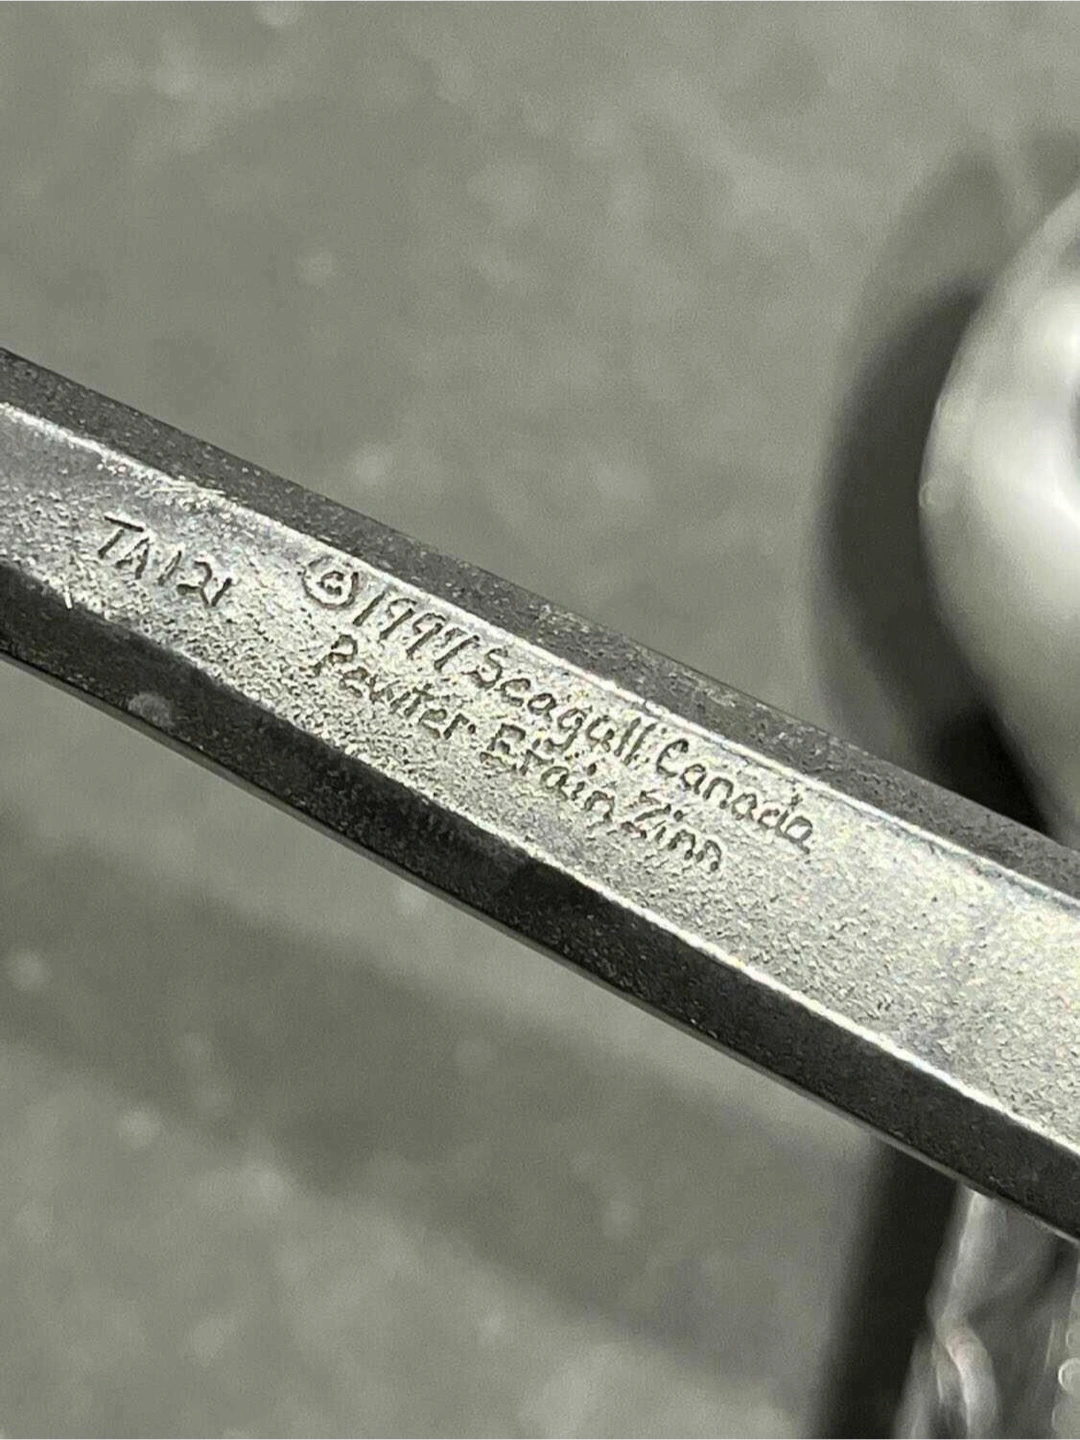 TA121 © 1997 Seagull Canada
Pewter Etain, Zinn